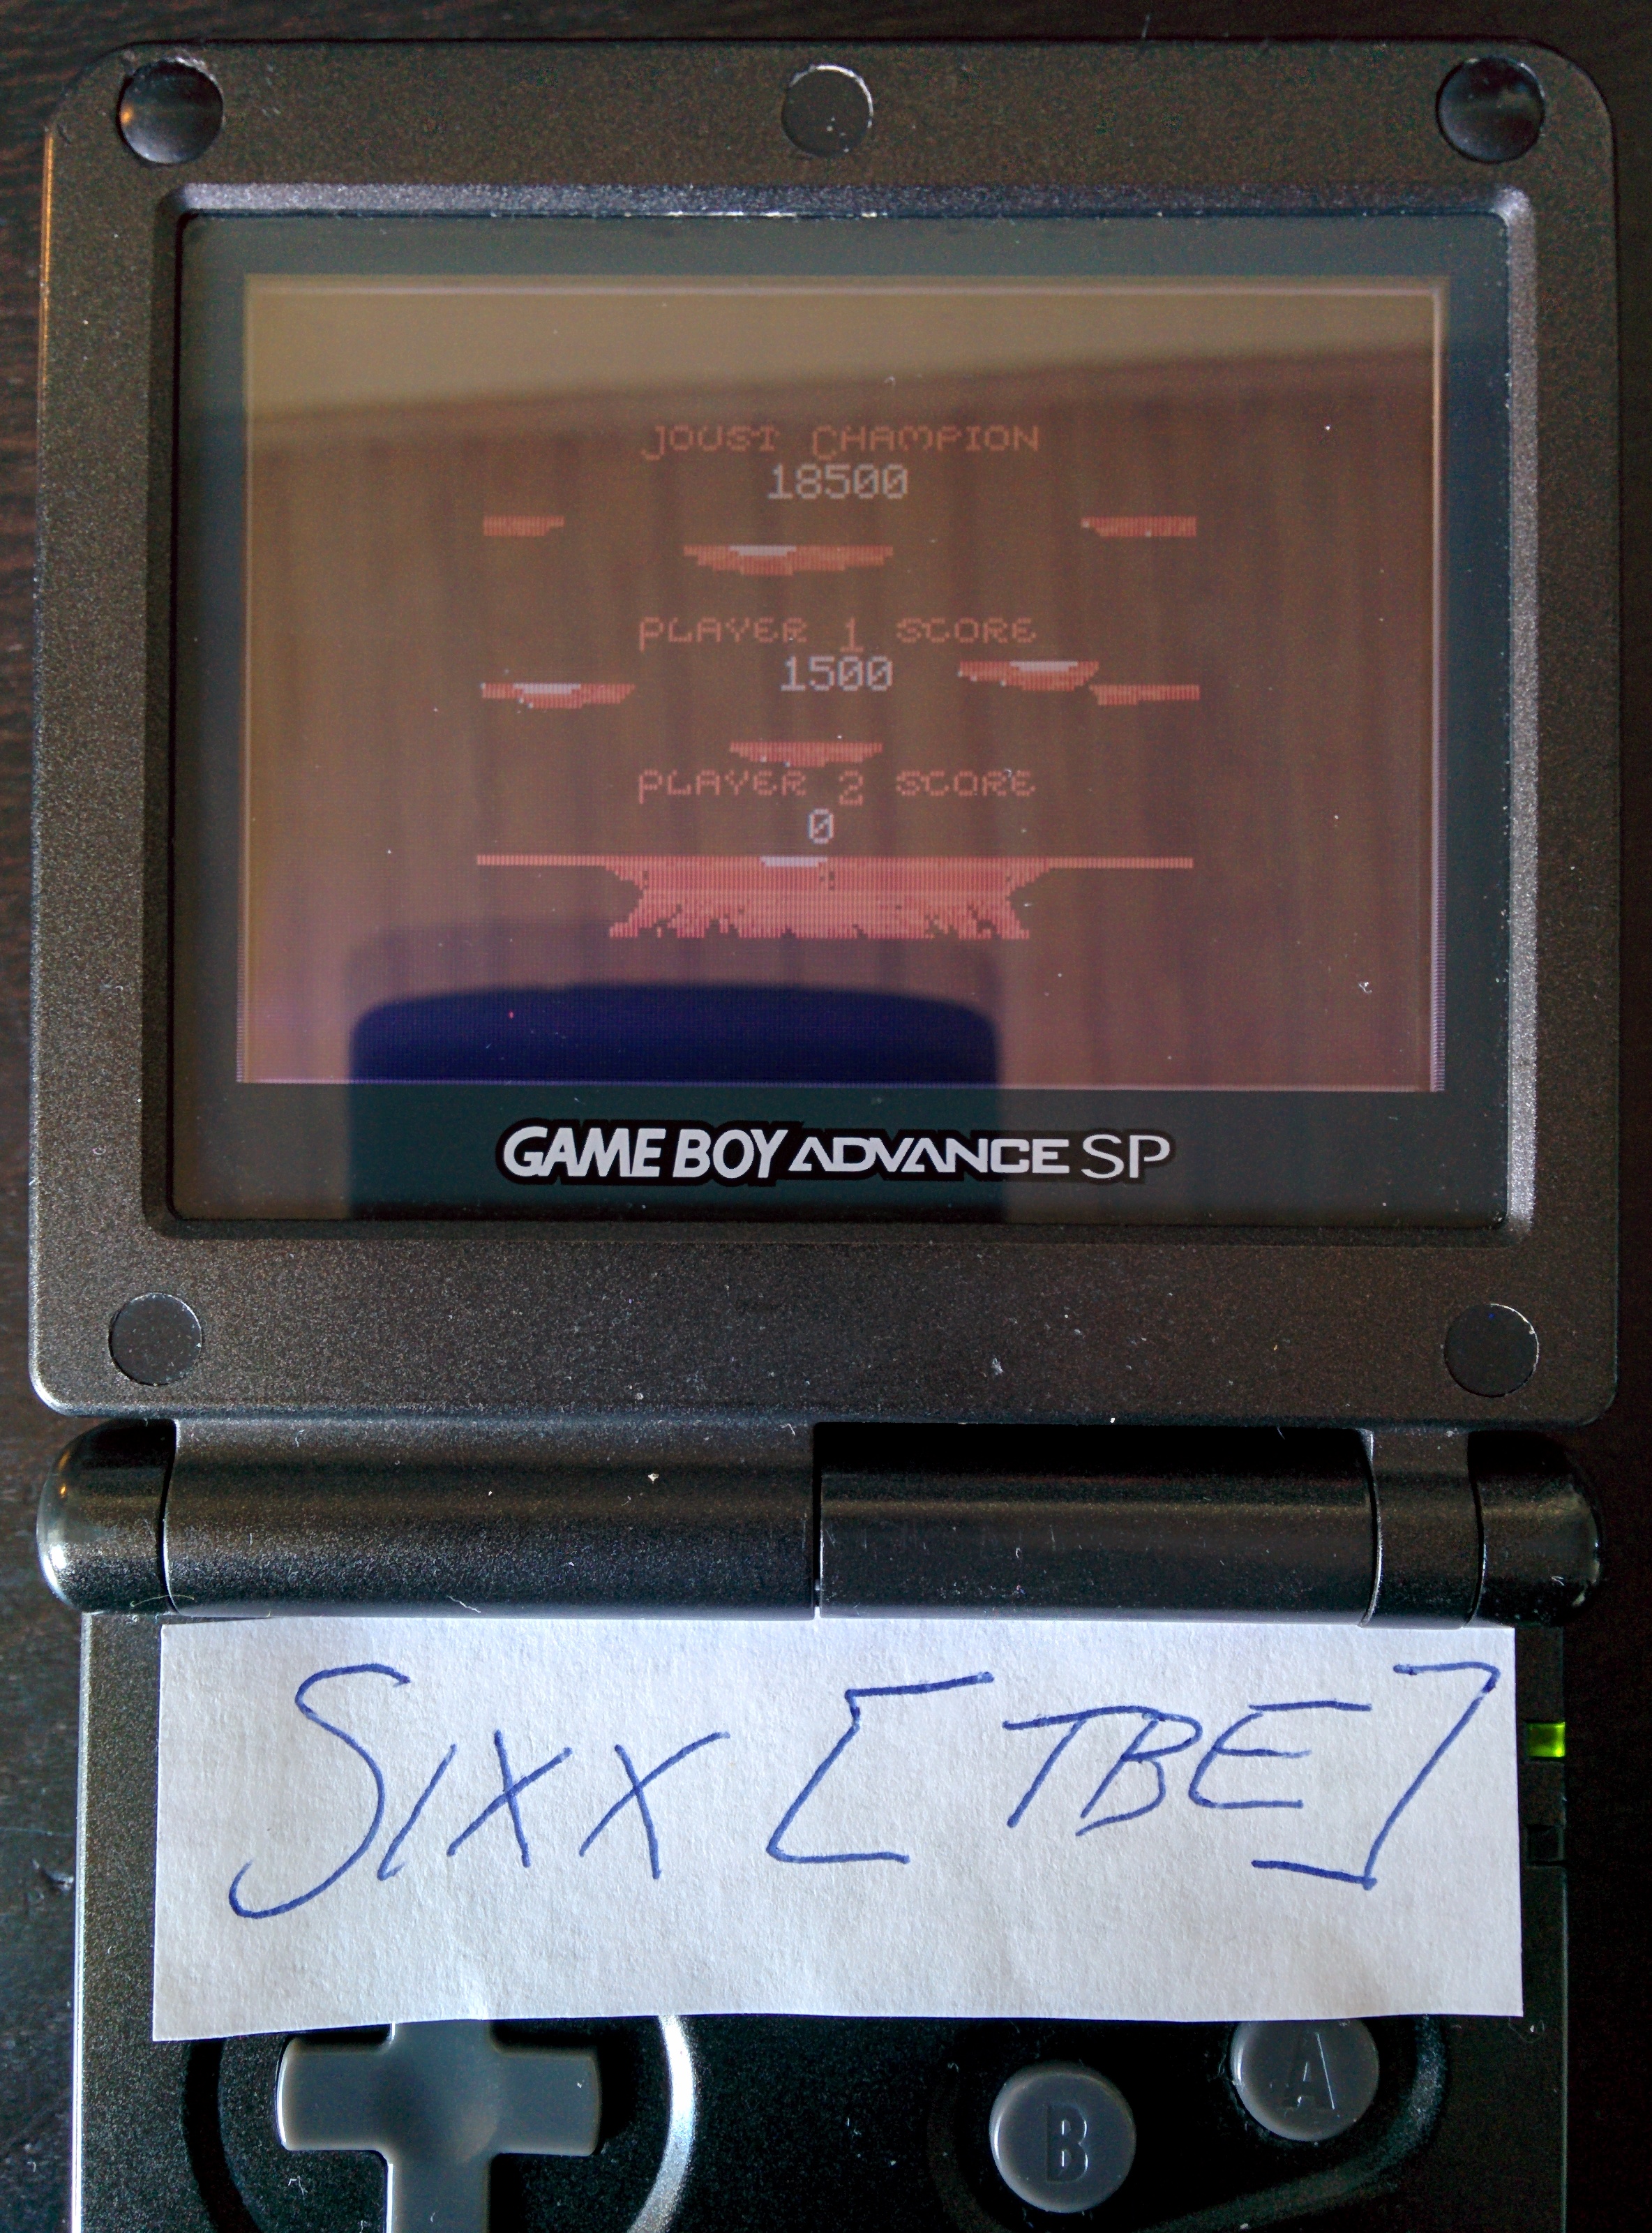 JOUST CHAMPION
18500
PLAYER 1 SCORE
1500
PLAYER 2 SCORE
0
GAME BOY ADVANCE SP
SIXX [TBE]
A
B